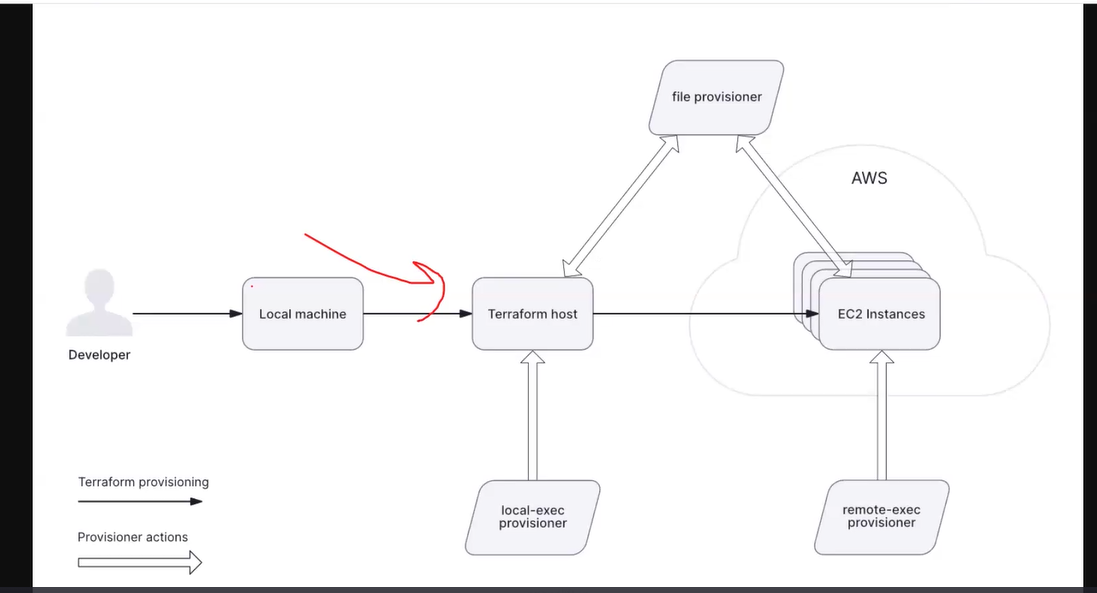 file provisioner
AWS
Local machine
Terraform host
EC2 Instances
Developer
Terraform provisioning
local-exec
provisioner
remote-exec
provisioner
Provisioner actions